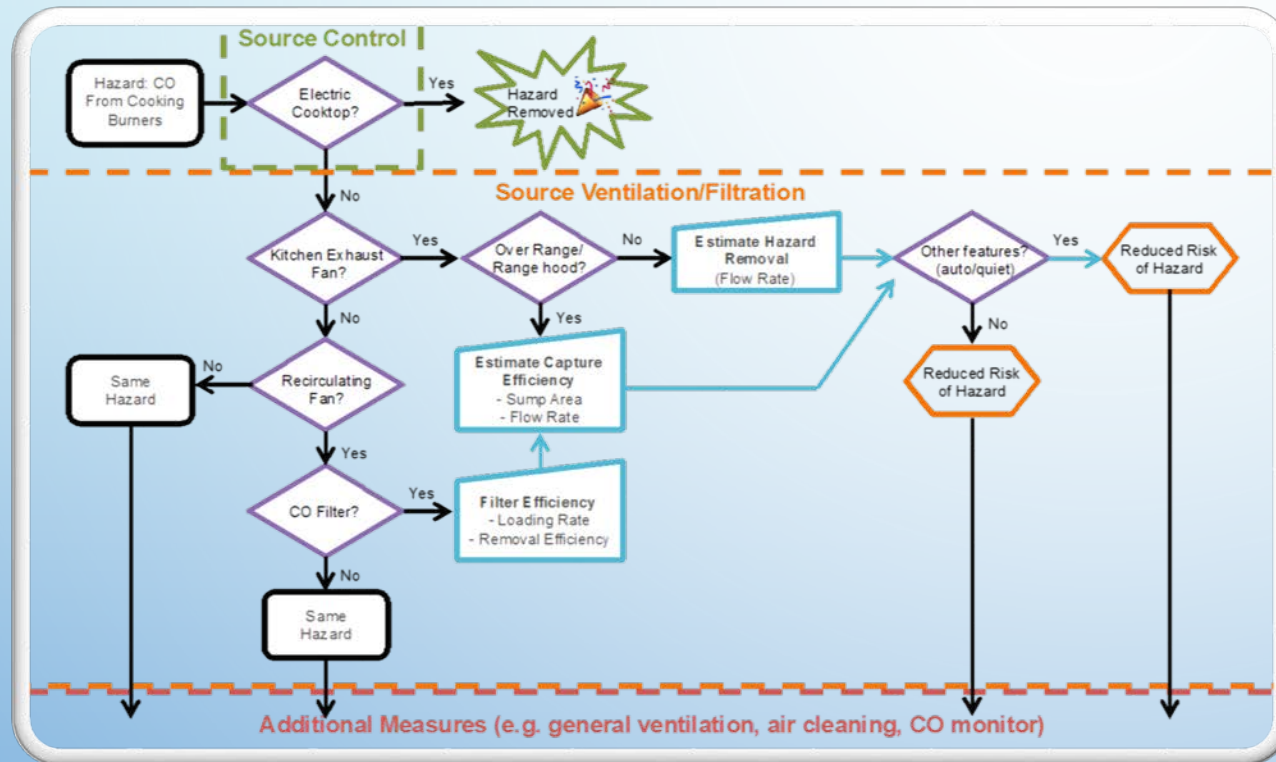 Source Control
Hazard: CO
From Cooking
Burners
Electric
Cooktop?
Yes
Hazard
Removed
No
Source Ventilation/Filtration
Kitchen Exhaust
Fan?
Yes
Over Range/
Range hood?
No
Estimate Hazard
Removal
(Flow Rate)
Other features?
(auto/quiet)
Yes
Reduced Risk
of Hazard
No
Yes
No
Same
Hazard
No
Recirculating
Fan?
Estimate Capture
Efficiency
- Sump Area
- Flow Rate
Reduced Risk
of Hazard
Yes
CO Filter?
Yes
Filter Efficiency
- Loading Rate
- Removal Efficiency
No
Same
Hazard
Additional Measures (e.g. general ventilation, air cleaning, CO monitor)